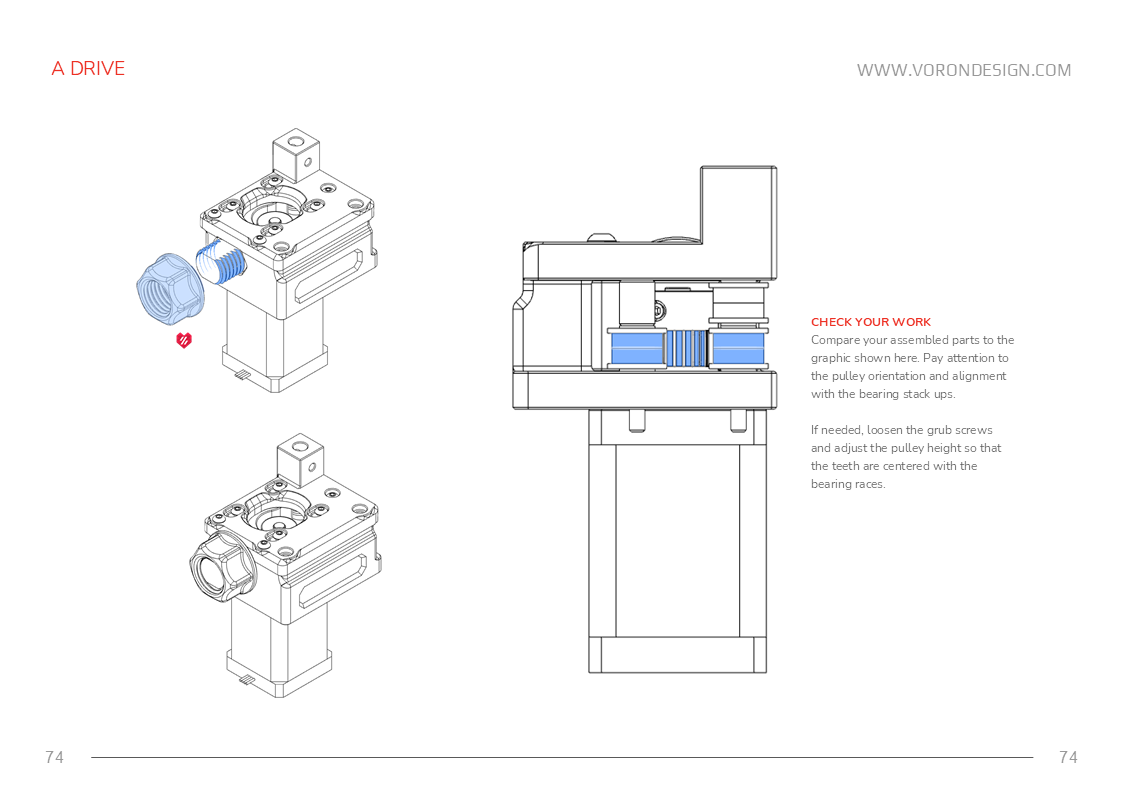 A DRIVE
WWW.VORONDESIGN.COM
CHECK YOUR WORK
Compare your assembled parts to the
graphic shown here. Pay attention to
the pulley orientation and alignment
with the bearing stack ups.
If needed, loosen the grub screws
and adjust the pulley height so that
the teeth are centered with the
bearing races.
74
74